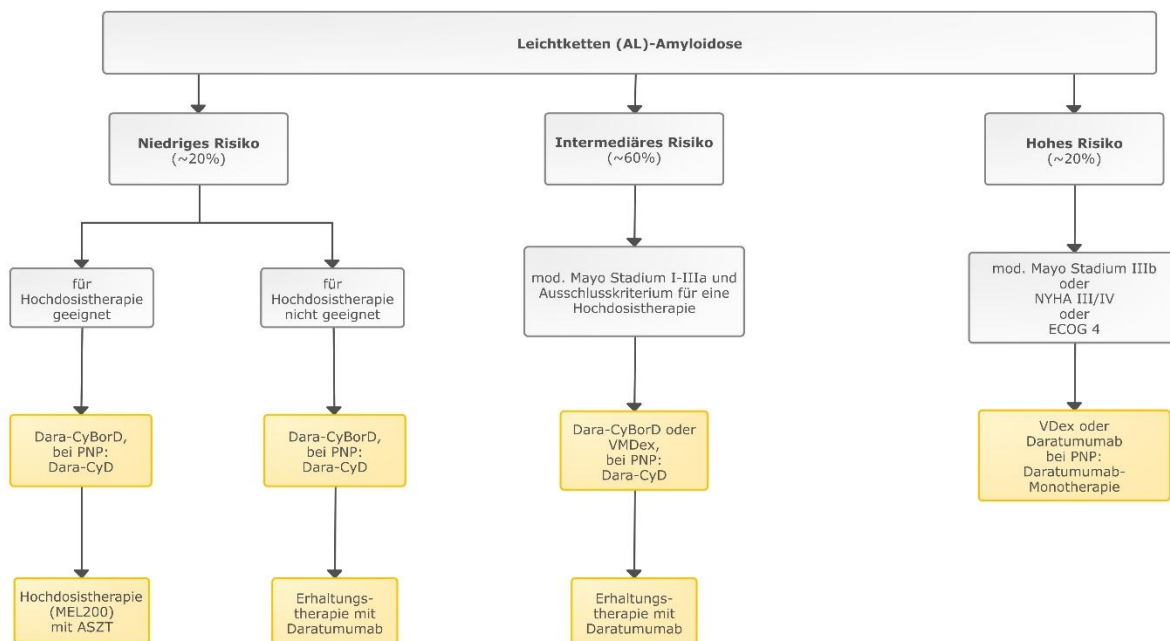 Leichtketten (AL)-Amyloidose
Niedriges Risiko
(~20%)
Intermediäres Risiko
(~60%)
Hohes Risiko
(~20%)
für
Hochdosistherapie
geeignet
für
Hochdosistherapie
nicht geeignet
mod. Mayo Stadium I-IIIa und
Ausschlusskriterium für eine
Hochdosistherapie
mod. Mayo Stadium IIIb
oder
NYHA III/IV
oder
ECOG 4
Dara-CyBorD,
bei PNP:
Dara-CyD
Dara-CyBorD,
bei PNP:
Dara-CyD
Dara-CyBorD oder
VMDex,
bei PNP:
Dara-CyD
VDex oder
Daratumumab
bei PNP:
Daratumumab-
Monotherapie
Hochdosistherapie
(MEL200)
mit ASZT
Erhaltungs-
therapie mit
Daratumumab
Erhaltungs-
therapie mit
Daratumumab